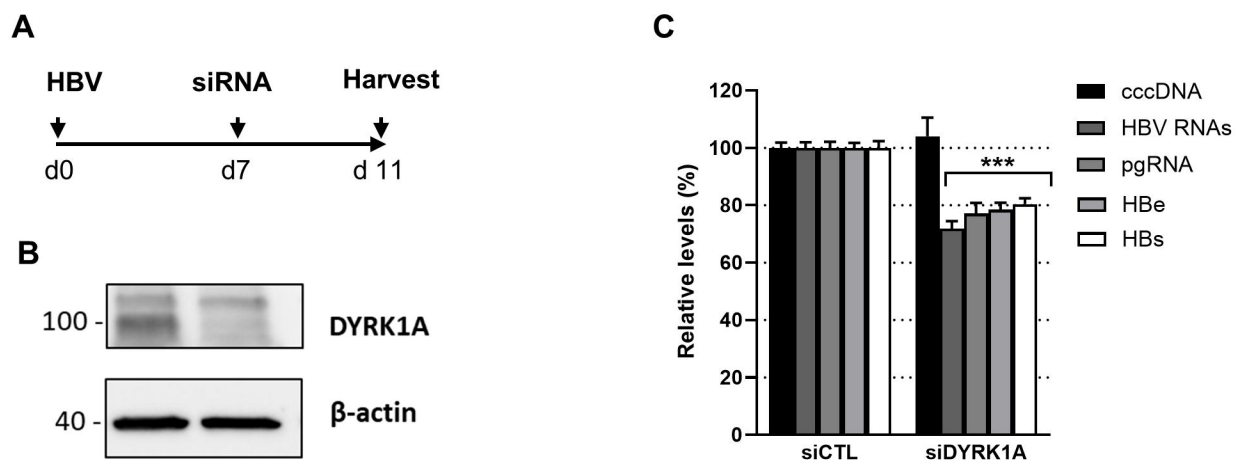 A
HBV siRNA Harvest
d0 d7 d 11
B
100 - DYRK1A
40 - β-actin
C
120
100
80
60
40
20
0
Relative levels (%)
***
siCTL siDYRK1A
cccDNA
HBV RNAs
pgRNA
HBe
HBs